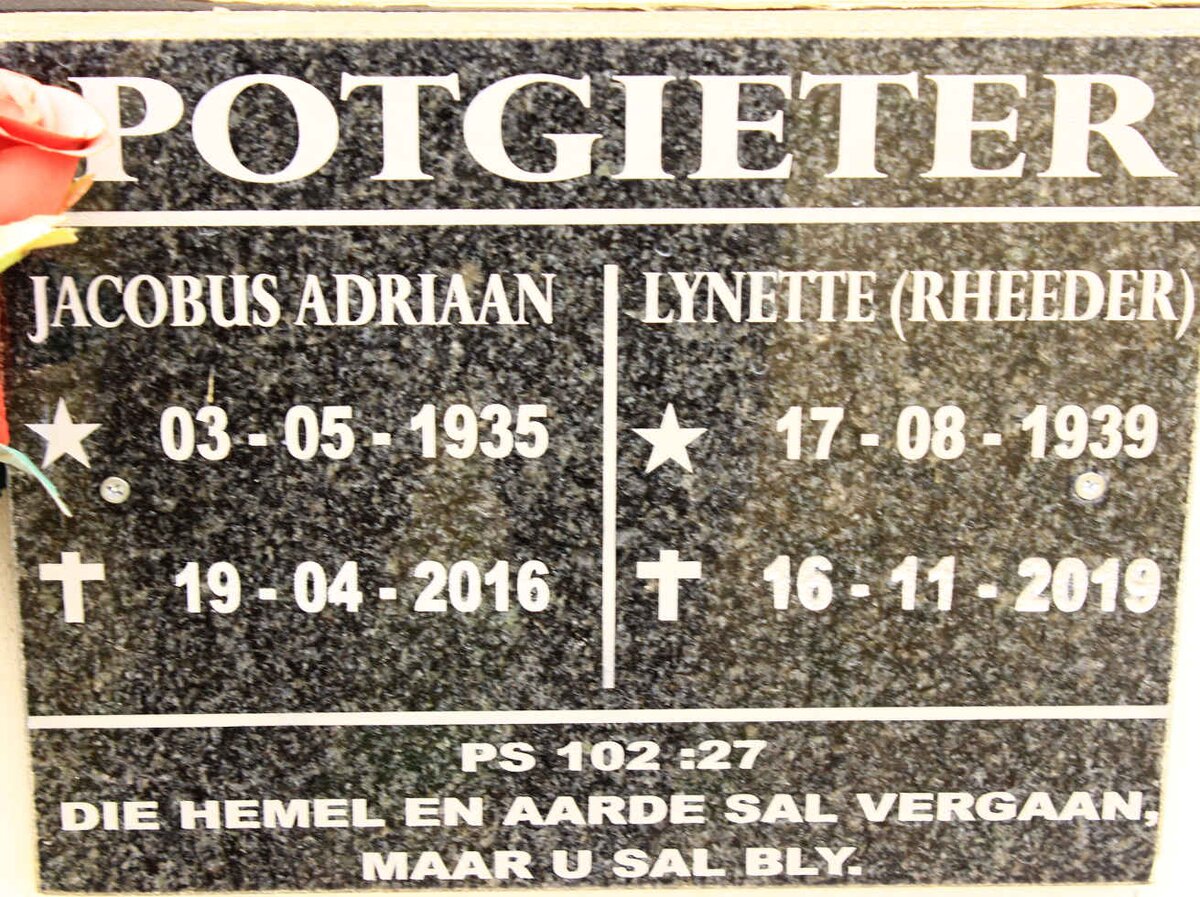 POTGIETER
JACOBUS ADRIAAN
03 - 05 - 1935
19 - 04 - 2016
LYNETTE (RHEEDER)
17 - 08 - 1939
16 - 11 - 2019
PS 102 :27
DIE HEMEL EN AARDE SAL VERGAAN,
MAAR U SAL BLY.